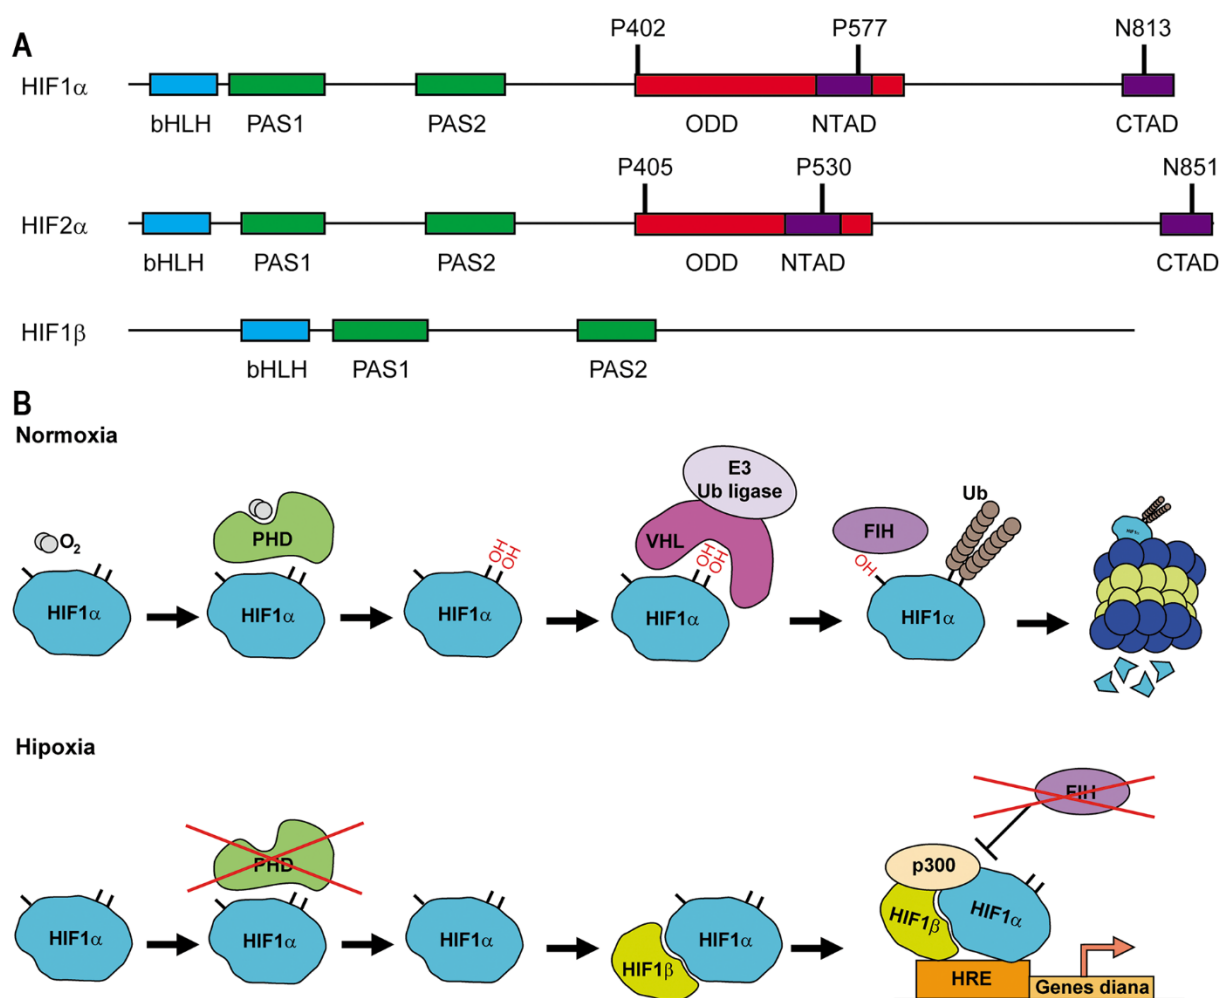 A
P402 P577 N813
HIF1α
bHLH PAS1 PAS2 ODD NTAD CTAD
P405 P530 N851
HIF2α
bHLH PAS1 PAS2 ODD NTAD CTAD
HIF1β
bHLH PAS1 PAS2
B
Normoxia
O2
HIF1α
PHD
HIF1α
OH
OH
HIF1α
E3
Ub ligase
VHL
OH
OH
HIF1α
FIH
Ub
OH
HIF1α
HIF1α
Hipoxia
HIF1α
PHD
HIF1α
HIF1α
HIF1β
HIF1α
FIH
p300
HIF1β
HIF1α
HRE
Genes diana